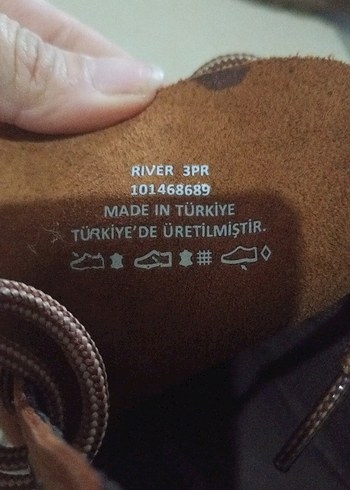 RIVER 3PR
101468689
MADE IN TÜRKİYE
TÜRKİYE'DE ÜRETİLMİŞTİR.